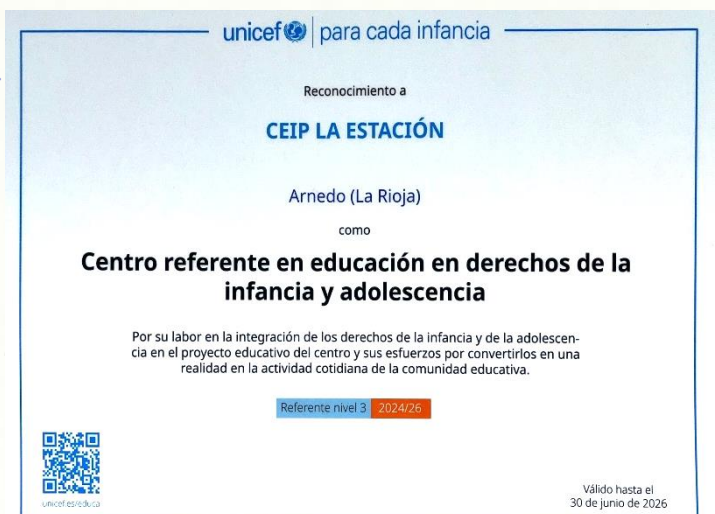 unicef para cada infancia
Reconocimiento a
CEIP LA ESTACIÓN
Arnedo (La Rioja)
como
Centro referente en educación en derechos de la
infancia y adolescencia
Por su labor en la integración de los derechos de la infancia y de la adolescen-
cia en el proyecto educativo del centro y sus esfuerzos por convertirlos en una
realidad en la actividad cotidiana de la comunidad educativa.
Referente nivel 3 2024/26
unicef.es/educa
Válido hasta el
30 de junio de 2026